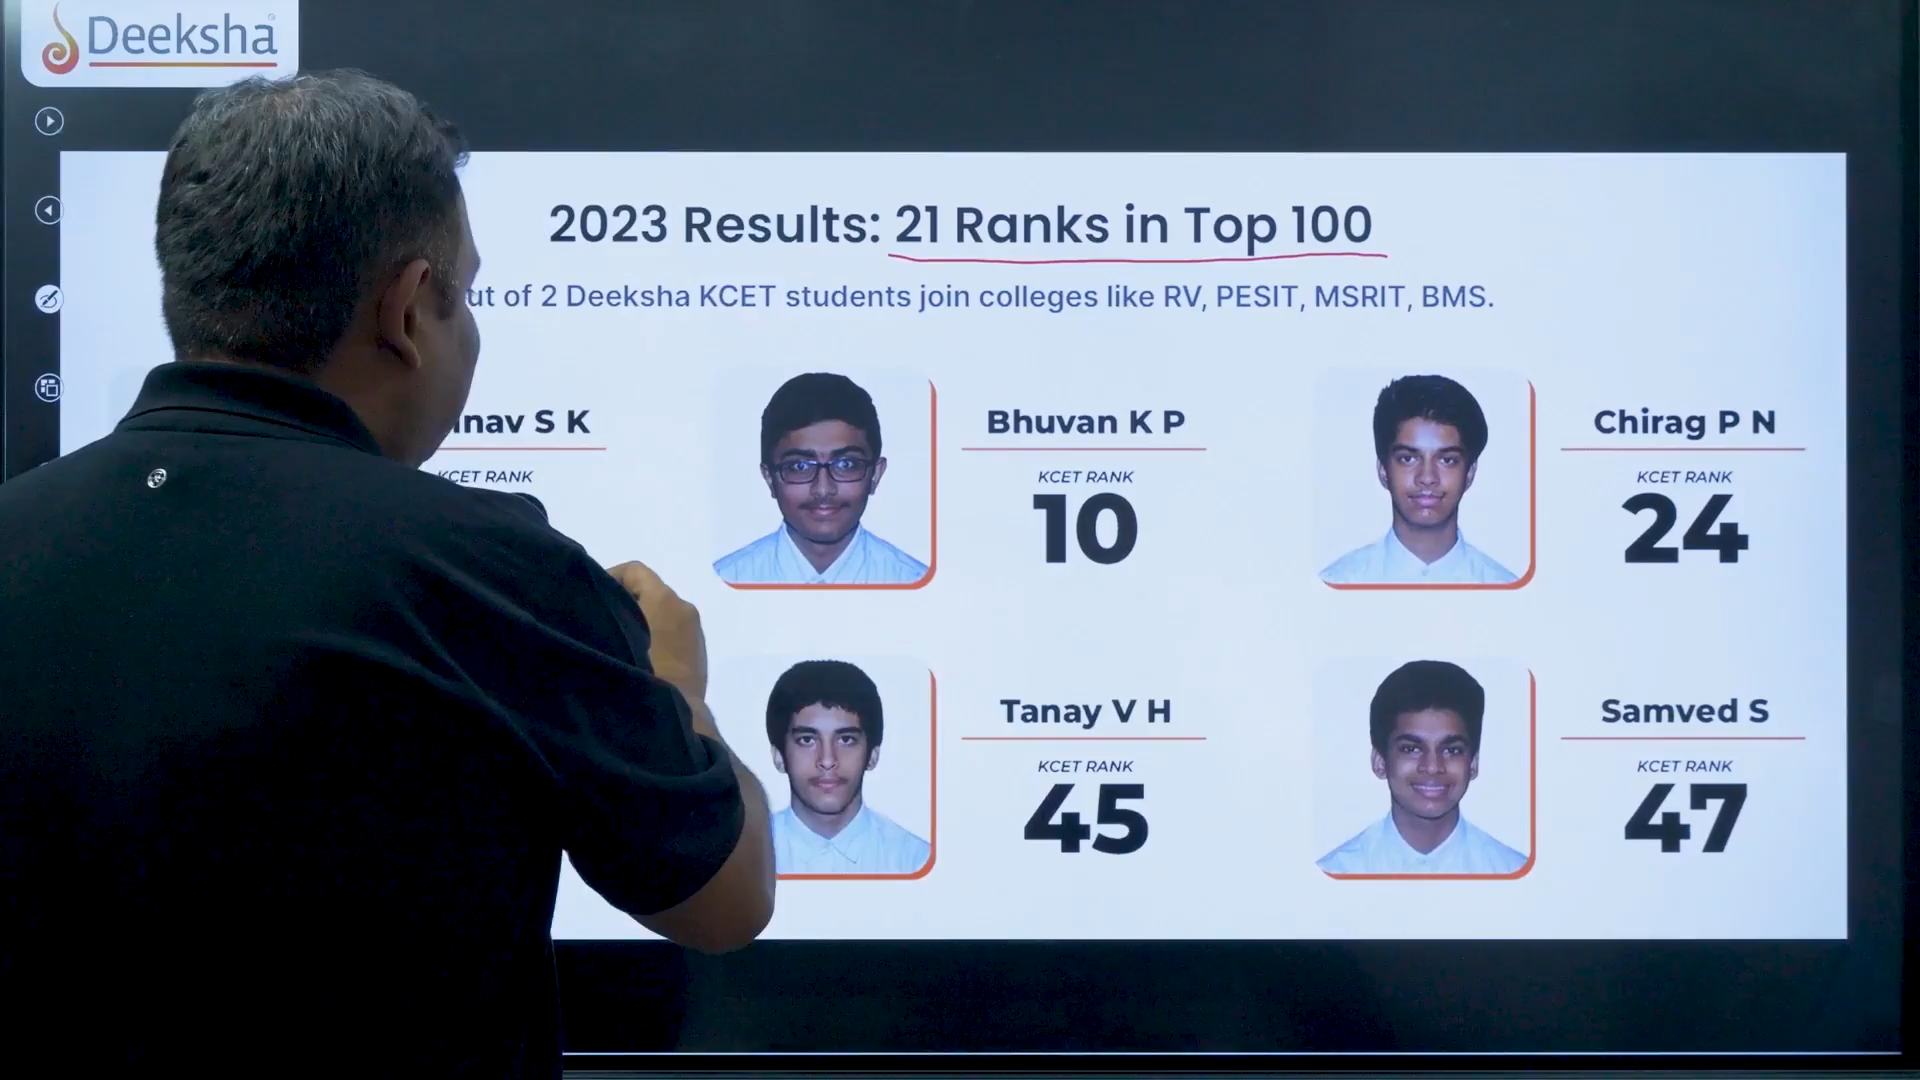 Deeksha
2023 Results: 21 Ranks in Top 100
of 2 Deeksha KCET students join colleges like RV, PESIT, MSRIT, BMS.
S K
KCET RANK
Bhuvan K P
KCET RANK
10
Chirag P N
KCET RANK
24
Tanay V H
KCET RANK
45
Samved S
KCET RANK
47